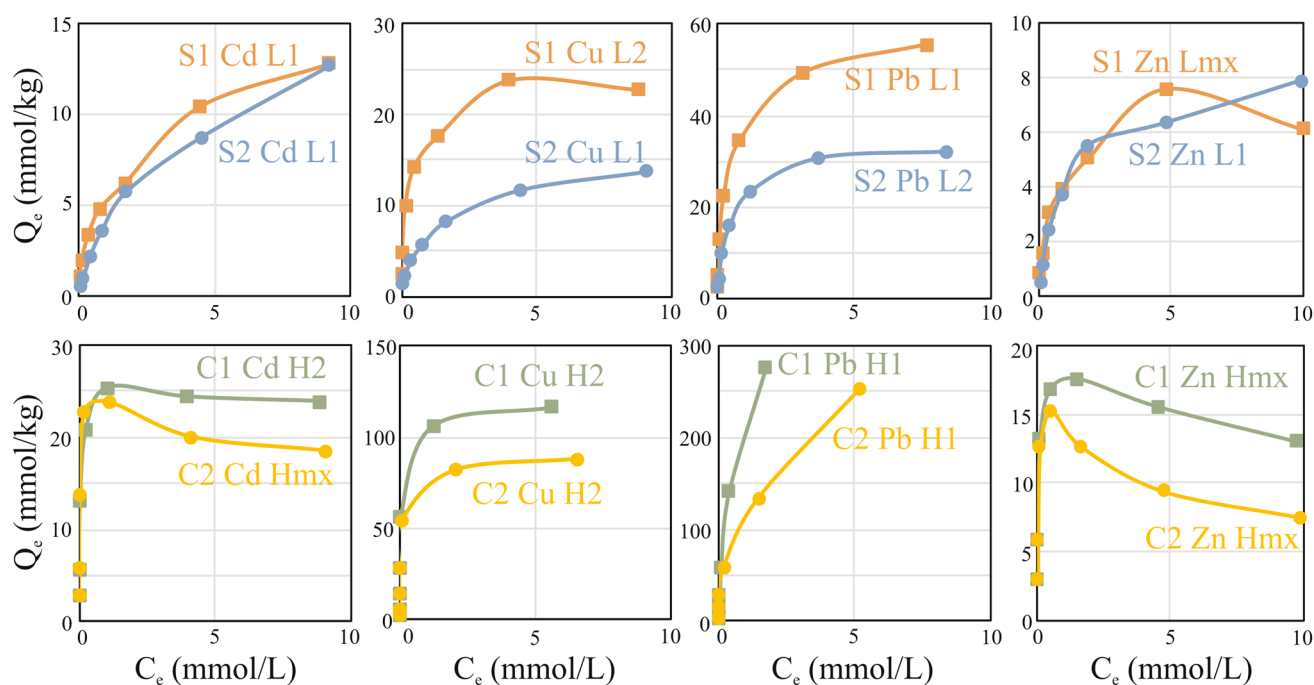 15
10
5
0
0
5
10
S1 Cd L1
S2 Cd L1
30
25
20
10
0
0
5
10
S1 Cu L2
S2 Cu L1
80
60
40
20
0
0
5
10
S1 Pb L1
S2 Pb L2
10
8
6
4
2
0
0
5
10
S1 Zn Lmx
S2 Zn L1
Qe (mmol/kg)
30
20
10
0
0
5
10
C1 Cd H2
C2 Cd Hmx
150
100
50
0
0
5
10
C1 Cu H2
C2 Cu H2
300
200
100
0
0
5
10
C1 Pb H1
C2 Pb H1
20
15
10
5
0
0
5
10
C1 Zn Hmx
C2 Zn Hmx
Qe (mmol/kg)
Ce (mmol/L)
Ce (mmol/L)
Ce (mmol/L)
Ce (mmol/L)